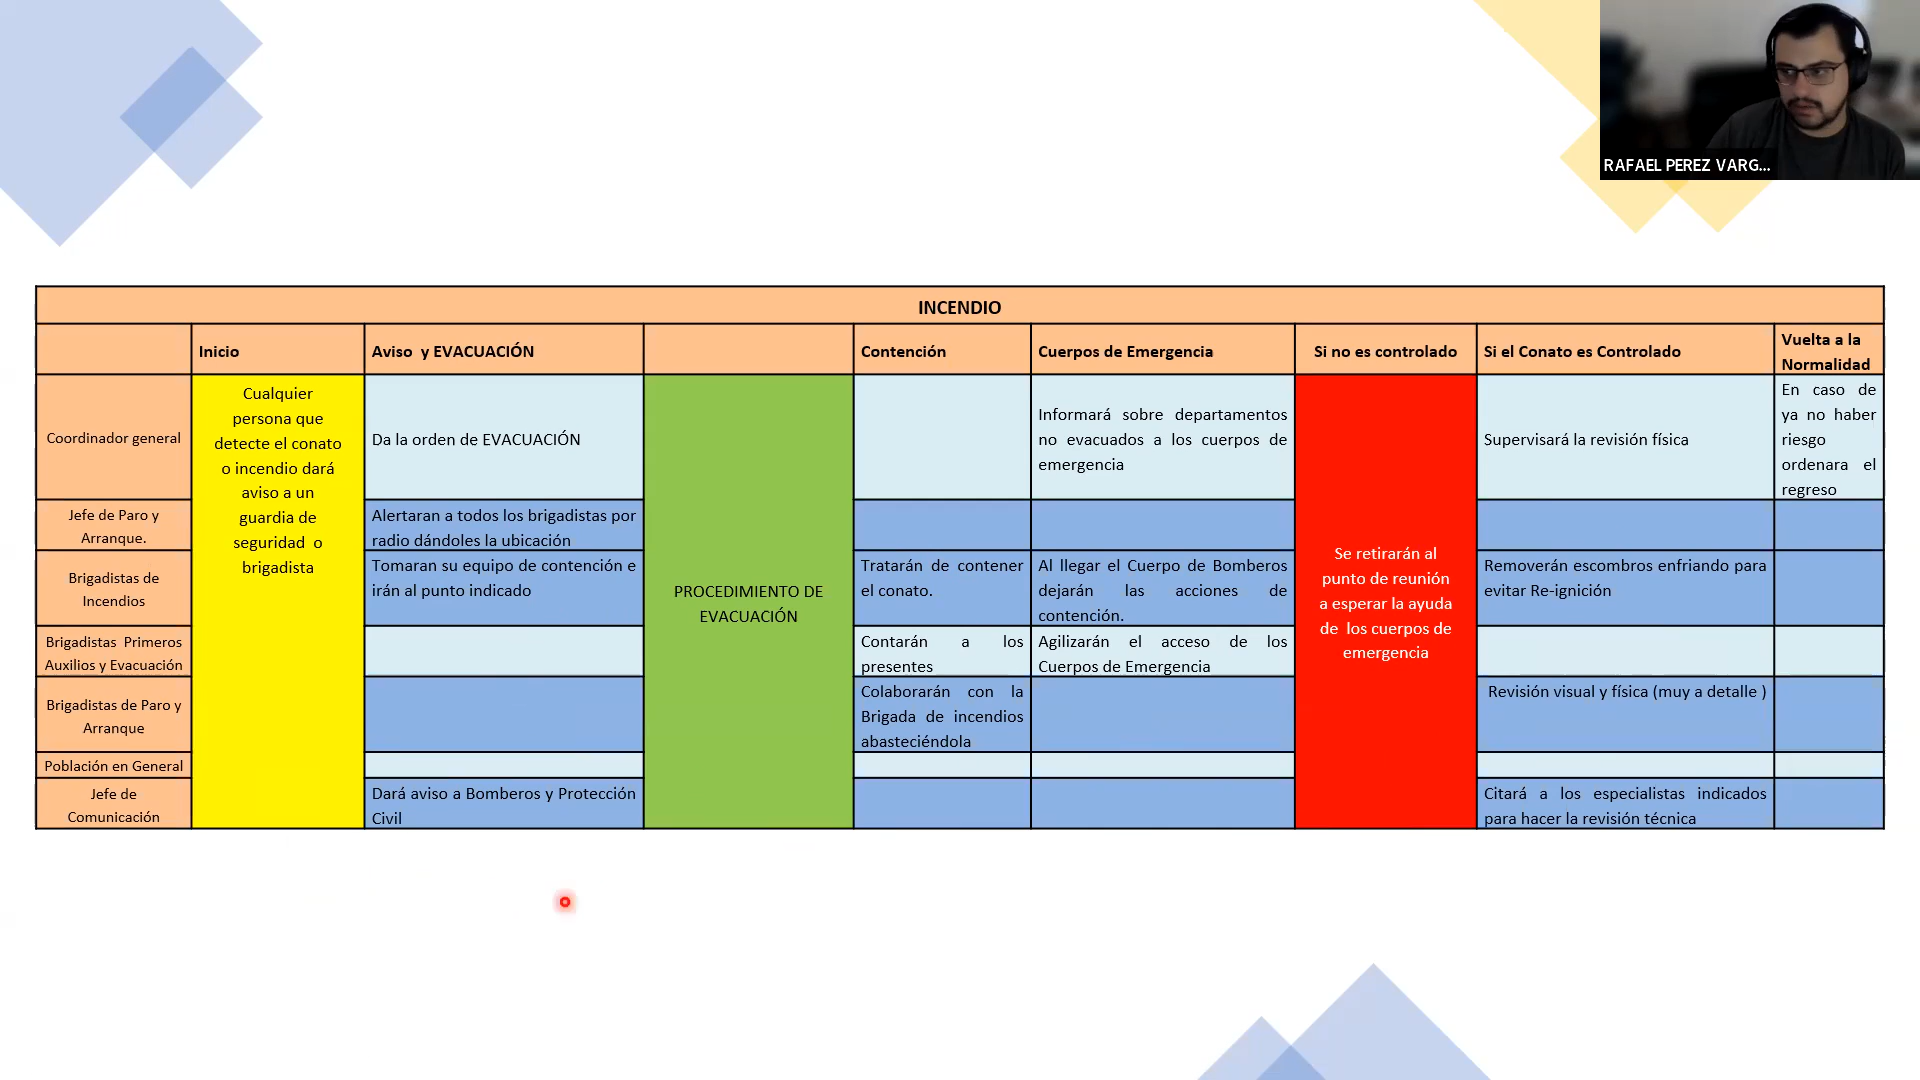 RAFAEL PEREZ VARG...
INCENDIO
Inicio
Aviso y EVACUACIÓN
Contención
Cuerpos de Emergencia
Si no es controlado
Si el Conato es Controlado
Vuelta a la
Normalidad
Coordinador general
Cualquier
persona que
detecte el conato
o incendio dará
aviso a un
guardia de
seguridad o
brigadista
Da la orden de EVACUACIÓN
PROCEDIMIENTO DE
EVACUACIÓN
Informará sobre departamentos
no evacuados a los cuerpos de
emergencia
Se retirarán al
punto de reunión
a esperar la ayuda
de los cuerpos de
emergencia
Supervisará la revisión física
En caso de
ya no haber
riesgo
ordenara el
regreso
Jefe de Paro y
Arranque.
Alertaran a todos los brigadistas por
radio dándoles la ubicación
Brigadistas de
Incendios
Tomaran su equipo de contención e
irán al punto indicado
Tratarán de contener
el conato.
Al llegar el Cuerpo de Bomberos
dejarán las acciones de
contención.
Removerán escombros enfriando para
evitar Re-ignición
Brigadistas Primeros
Auxilios y Evacuación
Contarán a los
presentes
Agilizarán el acceso de los
Cuerpos de Emergencia
Brigadistas de Paro y
Arranque
Colaborarán con la
Brigada de incendios
abasteciéndola
Revisión visual y física (muy a detalle )
Población en General
Jefe de
Comunicación
Dará aviso a Bomberos y Protección
Civil
Citará a los especialistas indicados
para hacer la revisión técnica